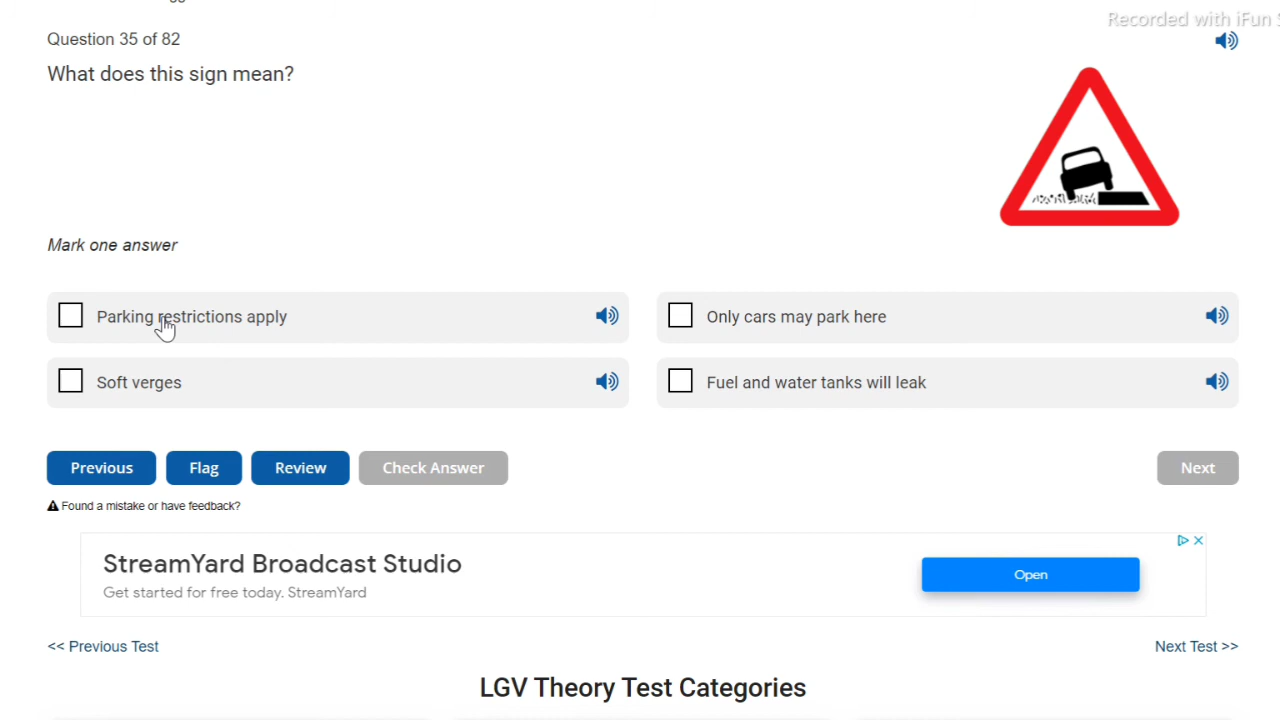 Recorded with iFun
Question 35 of 82
What does this sign mean?
Mark one answer
Parking restrictions apply
Only cars may park here
Soft verges
Fuel and water tanks will leak
Previous
Flag
Review
Check Answer
Next
Found a mistake or have feedback?
StreamYard Broadcast Studio
Get started for free today. StreamYard
Open
<< Previous Test
Next Test >>
LGV Theory Test Categories